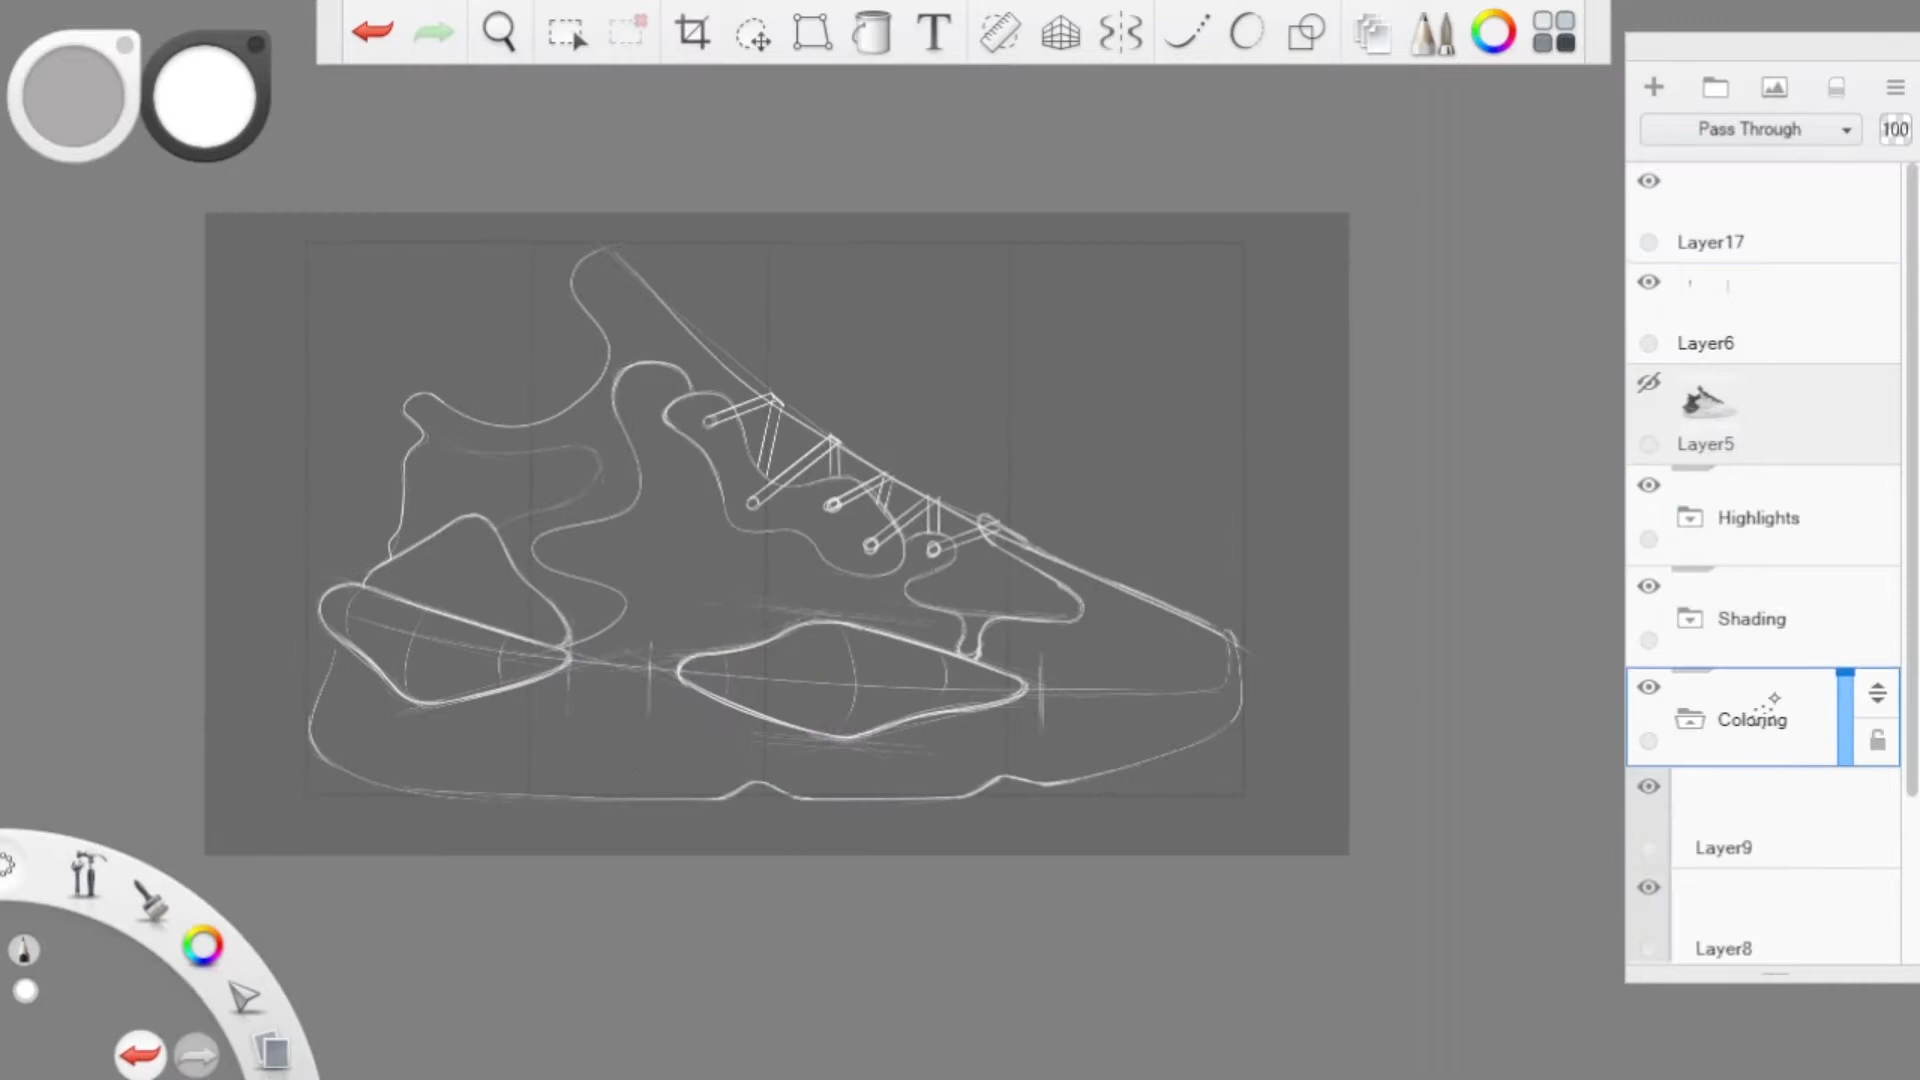 T
Pass Through
100
Layer17
Layer6
Layer5
Highlights
Shading
Coloring
Layer9
Layer8